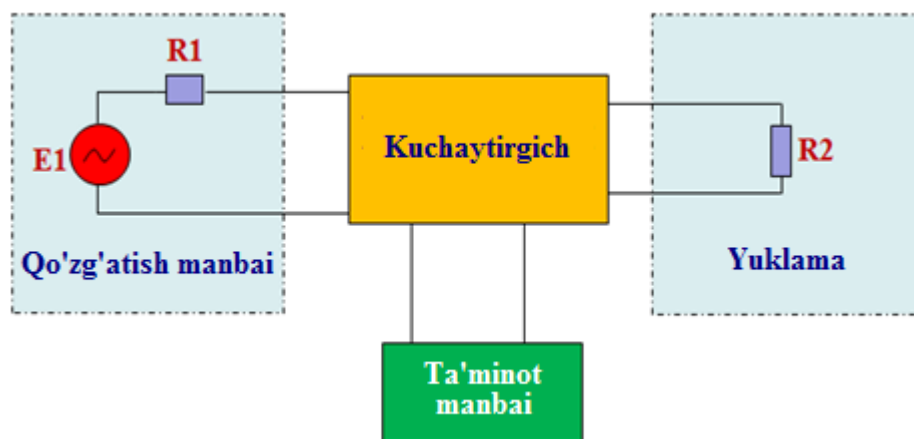 R1
E1
Kuchaytirgich
R2
Qo'zg'atish manbai
Yuklama
Ta'minot
manbai